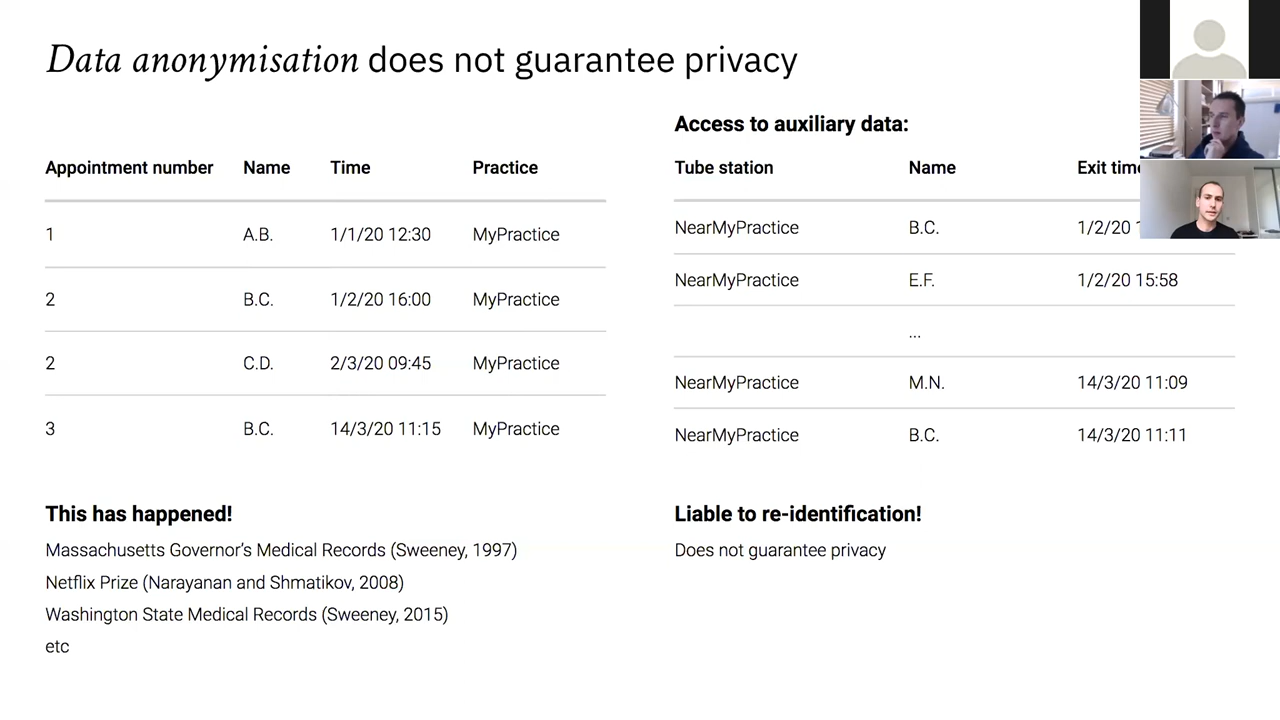 Data anonymisation does not guarantee privacy
Appointment number Name Time Practice
1 A.B. 1/1/20 12:30 MyPractice
2 B.C. 1/2/20 16:00 MyPractice
2 C.D. 2/3/20 09:45 MyPractice
3 B.C. 14/3/20 11:15 MyPractice
Access to auxiliary data:
Tube station Name Exit time
NearMyPractice B.C. 1/2/20
NearMyPractice E.F. 1/2/20 15:58
...
NearMyPractice M.N. 14/3/20 11:09
NearMyPractice B.C. 14/3/20 11:11
This has happened!
Massachusetts Governor’s Medical Records (Sweeney, 1997)
Netflix Prize (Narayanan and Shmatikov, 2008)
Washington State Medical Records (Sweeney, 2015)
etc
Liable to re-identification!
Does not guarantee privacy